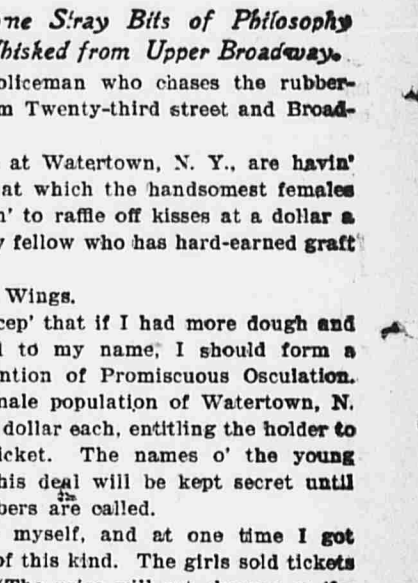 Stray Bits of Philosophy
Whisked from Upper Broadway.
policeman who chases the rubber-
m Twenty-third street and Broad-
at Watertown, N. Y., are havin'
at which the handsomest females
n' to raffle off kisses at a dollar a
y fellow who has hard-earned graft
Wings.
cep' that if I had more dough and
l to my name, I should form a
ntion of Promiscuous Osculation.
male population of Watertown, N.
dollar each, entitling the holder to
icket. The names o' the young
his deal will be kept secret until
bers are called.
myself, and at one time I got
of this kind. The girls sold tickets